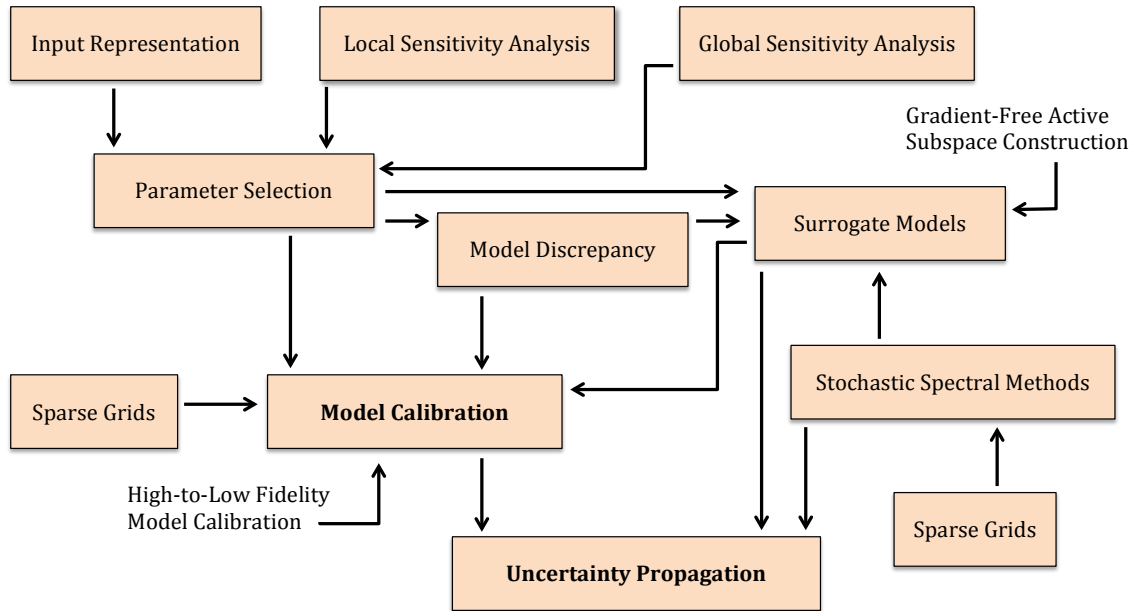 Input Representation
Local Sensitivity Analysis
Global Sensitivity Analysis
Gradient-Free Active
Subspace Construction
Parameter Selection
Surrogate Models
Model Discrepancy
Stochastic Spectral Methods
Sparse Grids
Model Calibration
High-to-Low Fidelity
Model Calibration
Sparse Grids
Uncertainty Propagation